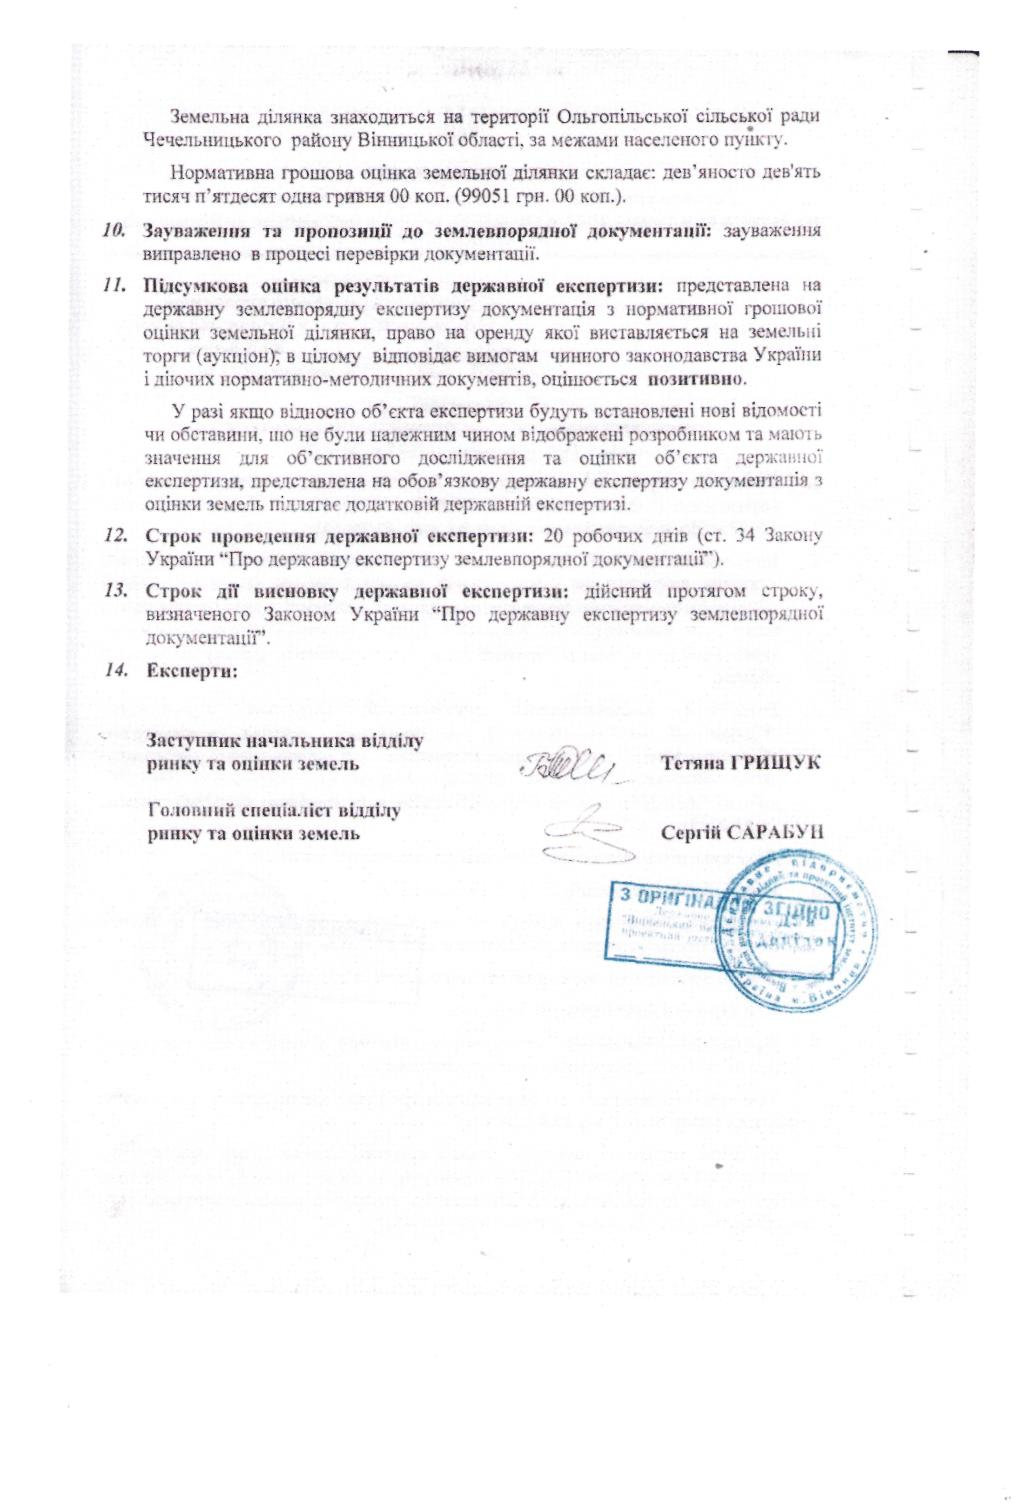 Земельна ділянка знаходиться на території Ольгопільської сільської ради
Чечельницького району Вінницької області, за межами населеного пункту.
Нормативна грошова оцінка земельної ділянки складає: дев’яносто дев'ять
тисяч п’ятдесят одна гривня 00 коп. (99051 грн. 00 коп.).
10. Зауваження та пропозиції до землевпорядної документації: зауваження
виправлено в процесі перевірки документації.
11. Підсумкова оцінка результатів державної експертизи: представлена на
державну землевпорядну експертизу документація з нормативної грошової
оцінки земельної ділянки, право на оренду якої виставляється на земельні
торги (аукціон), в цілому відповідає вимогам чинного законодавства України
і діючих нормативно-методичних документів, оцінюється позитивно.
У разі якщо відносно об’єкта експертизи будуть встановлені нові відомості
чи обставини, що не були належним чином відображені розробником та мають
значення для об’єктивного дослідження та оцінки об’єкта державної
експертизи, представлена на обов’язкову державну експертизу документація з
оцінки земель підлягає додатковій державній експертизі.
12. Строк проведення державної експертизи: 20 робочих днів (ст. 34 Закону
України “Про державну експертизу землевпорядної документації”).
13. Строк дії висновку державної експертизи: дійсний протягом строку,
визначеного Законом України “Про державну експертизу землевпорядної
документації”.
14. Експерти:
Заступник начальника відділу
ринку та оцінки земель Тетяна ГРИЩУК
Головний спеціаліст відділу
ринку та оцінки земель Сергій САРАБУН
З ОРИГІНАЛОМ ЗГІДНО
Державне підприємство
Для
Довідок
Україна м. Вінниця